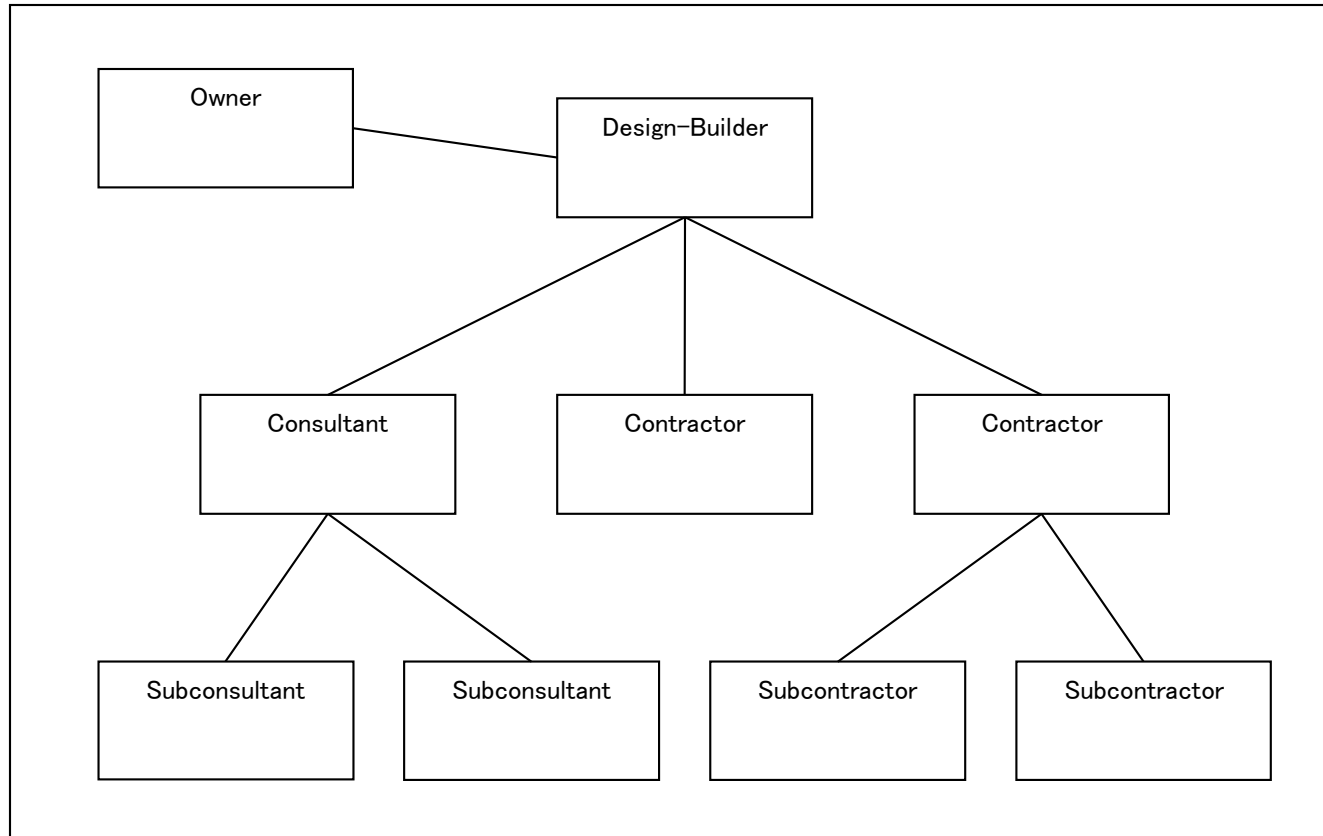 Owner
Design-Builder
Consultant
Contractor
Contractor
Subconsultant
Subconsultant
Subcontractor
Subcontractor